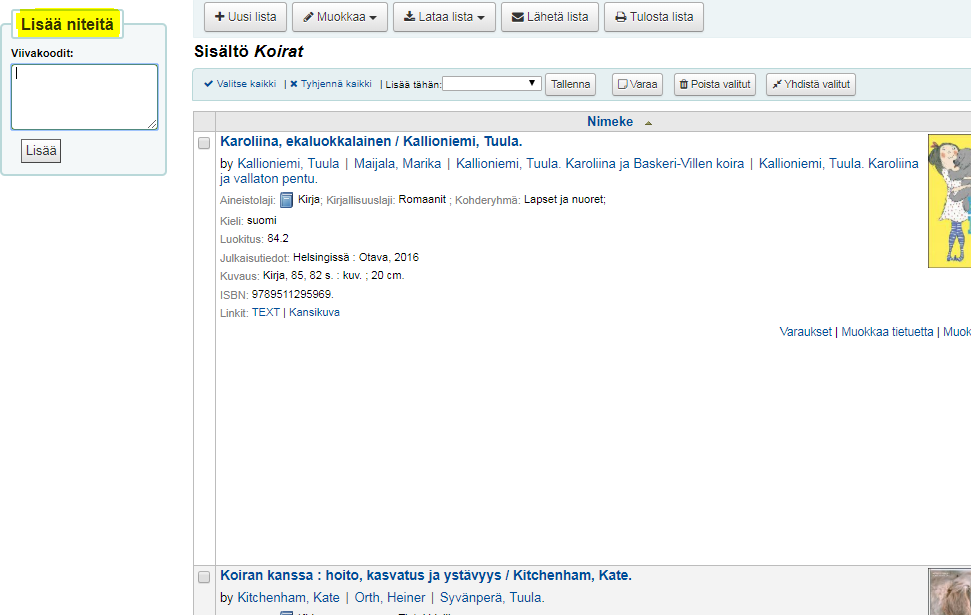 Lisää niteitä
Viivakoodit:
Lisää
Uusi lista Muokkaa Lataa lista Lähetä lista Tulosta lista
Sisältö Koirat
Valitse kaikki | Tyhjennä kaikki | Lisää tähän: Tallenna Varaa Poista valitut Yhdistä valitut
Nimeke
Karoliina, ekaluokkalainen / Kallioniemi, Tuula.
by Kallioniemi, Tuula | Maijala, Marika | Kallioniemi, Tuula. Karoliina ja Baskeri-Villen koira | Kallioniemi, Tuula. Karoliina
ja vallaton pentu.
Aineistolaji: Kirja; Kirjallisuuslaji: Romaanit ; Kohderyhmä: Lapset ja nuoret;
Kieli: suomi
Luokitus: 84.2
Julkaisutiedot: Helsingissä : Otava, 2016
Kuvaus: Kirja, 85, 82 s. : kuv. ; 20 cm.
ISBN: 9789511295969.
Linkit: TEXT | Kansikuva
Varaukset | Muokkaa tietuetta | Muok
Koiran kanssa : hoito, kasvatus ja ystävyys / Kitchenham, Kate.
by Kitchenham, Kate | Orth, Heiner | Syvänperä, Tuula.